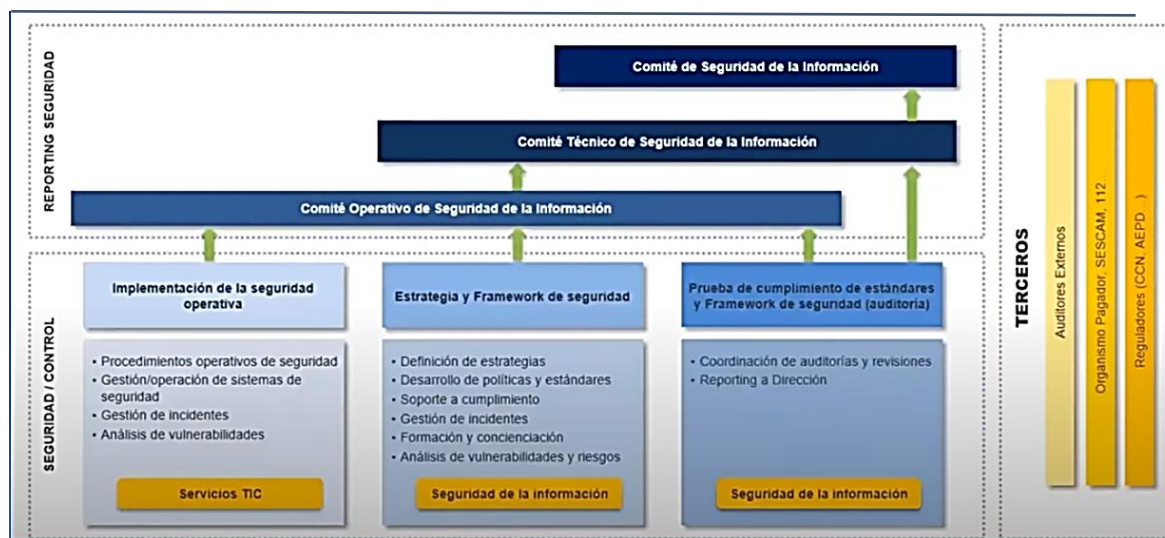 REPORTING SEGURIDAD
Comité de Seguridad de la Información
Comité Técnico de Seguridad de la Información
Comité Operativo de Seguridad de la Información
SEGURIDAD / CONTROL
Implementación de la seguridad
operativa
• Procedimientos operativos de seguridad
• Gestión/operación de sistemas de
seguridad
• Gestión de incidentes
• Análisis de vulnerabilidades
Servicios TIC
Estrategia y Framework de seguridad
• Definición de estrategias
• Desarrollo de políticas y estándares
• Soporte a cumplimiento
• Gestión de incidentes
• Formación y concienciación
• Análisis de vulnerabilidades y riesgos
Seguridad de la información
Prueba de cumplimiento de estándares
y Framework de seguridad (auditoría)
• Coordinación de auditorías y revisiones
• Reporting a Dirección
Seguridad de la información
TERCEROS
Auditores Externos
Organismo Pagador, SESCAM, 112...
Reguladores (CCN, AEPD...)